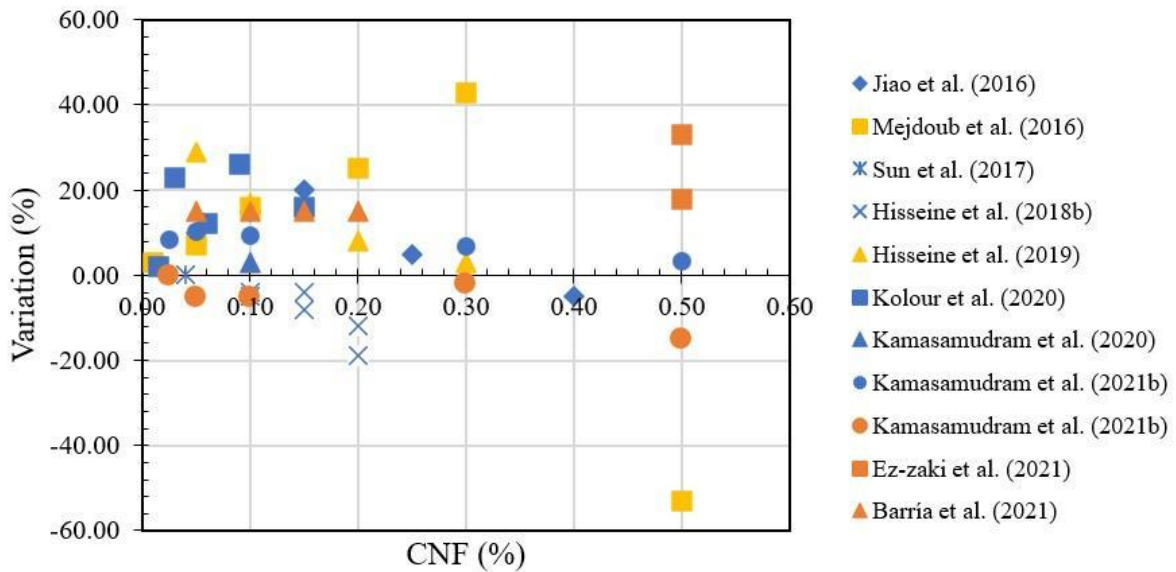 60.00
40.00
20.00
0.00
-20.00
-40.00
-60.00
Variation (%)
0.00 0.10 0.20 0.30 0.40 0.50 0.60
CNF (%)
Jiao et al. (2016)
Mejdoub et al. (2016)
Sun et al. (2017)
Hisseine et al. (2018b)
Hisseine et al. (2019)
Kolour et al. (2020)
Kamasamudram et al. (2020)
Kamasamudram et al. (2021b)
Kamasamudram et al. (2021b)
Ez-zaki et al. (2021)
Barría et al. (2021)